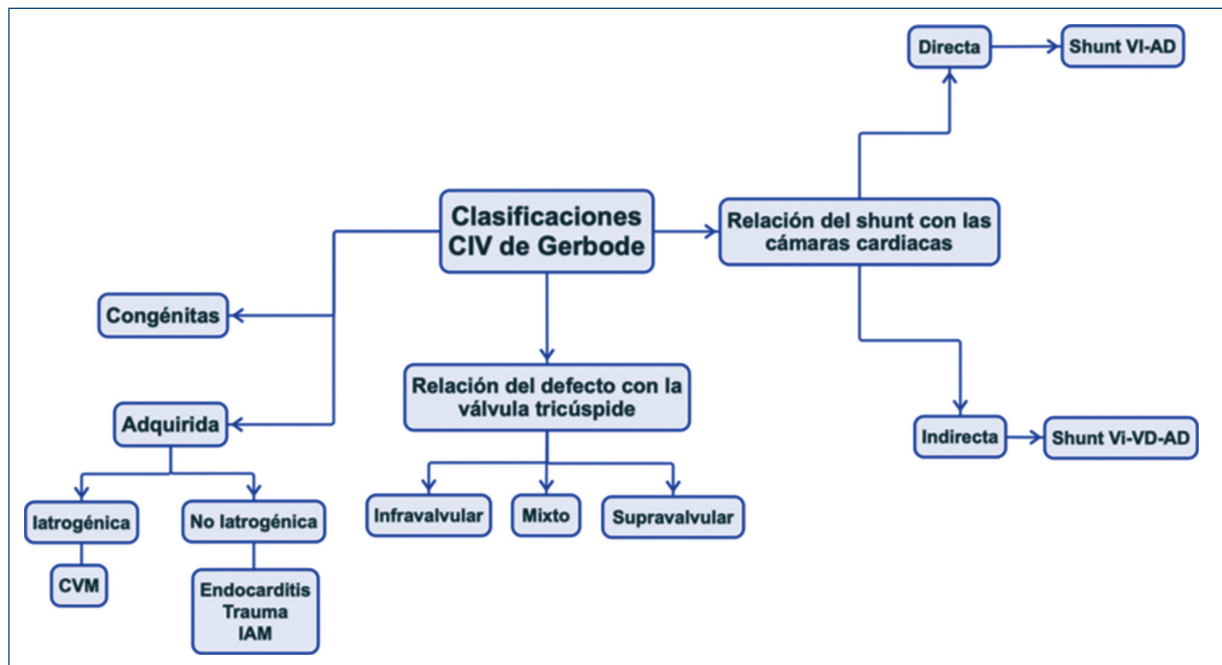 Directa
Shunt VI-AD
Clasificaciones
CIV de Gerbode
Relación del shunt con las
cámaras cardiacas
Congénitas
Relación del defecto con la
válvula tricúspide
Adquirida
Indirecta
Shunt Vi-VD-AD
Iatrogénica
No Iatrogénica
Infravalvular
Mixto
Supravalvular
CVM
Endocarditis
Trauma
IAM